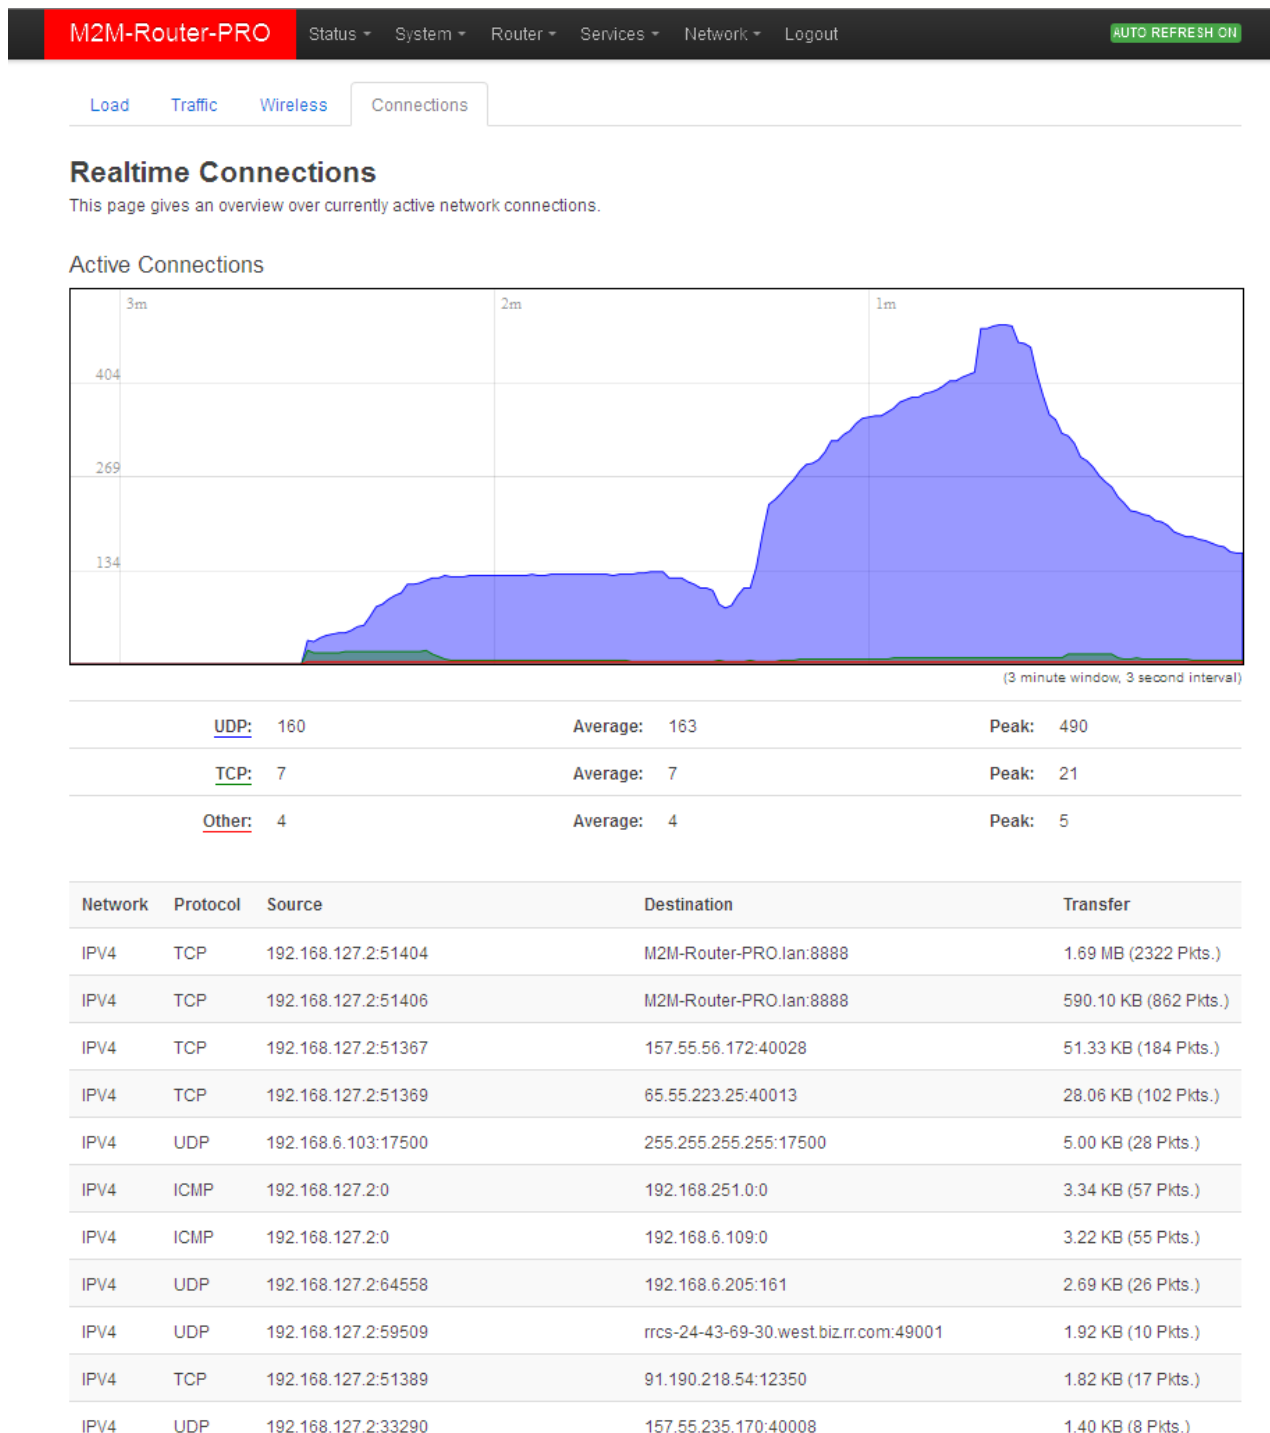 M2M-Router-PRO Status System Router Services Network Logout AUTO REFRESH ON
Load Traffic Wireless Connections
Realtime Connections
This page gives an overview over currently active network connections.
Active Connections
3m 2m 1m
404
269
134
(3 minute window, 3 second interval)
UDP: 160 Average: 163 Peak: 490
TCP: 7 Average: 7 Peak: 21
Other: 4 Average: 4 Peak: 5
Network Protocol Source Destination Transfer
IPV4 TCP 192.168.127.2:51404 M2M-Router-PRO.lan:8888 1.69 MB (2322 Pkts.)
IPV4 TCP 192.168.127.2:51406 M2M-Router-PRO.lan:8888 590.10 KB (862 Pkts.)
IPV4 TCP 192.168.127.2:51367 157.55.56.172:40028 51.33 KB (184 Pkts.)
IPV4 TCP 192.168.127.2:51369 65.55.223.25:40013 28.06 KB (102 Pkts.)
IPV4 UDP 192.168.6.103:17500 255.255.255.255:17500 5.00 KB (28 Pkts.)
IPV4 ICMP 192.168.127.2:0 192.168.251.0:0 3.34 KB (57 Pkts.)
IPV4 ICMP 192.168.127.2:0 192.168.6.109:0 3.22 KB (55 Pkts.)
IPV4 UDP 192.168.127.2:64558 192.168.6.205:161 2.69 KB (26 Pkts.)
IPV4 UDP 192.168.127.2:59509 rrcs-24-43-69-30.west.biz.rr.com:49001 1.92 KB (10 Pkts.)
IPV4 TCP 192.168.127.2:51389 91.190.218.54:12350 1.82 KB (17 Pkts.)
IPV4 UDP 192.168.127.2:33290 157.55.235.170:40008 1.40 KB (8 Pkts.)